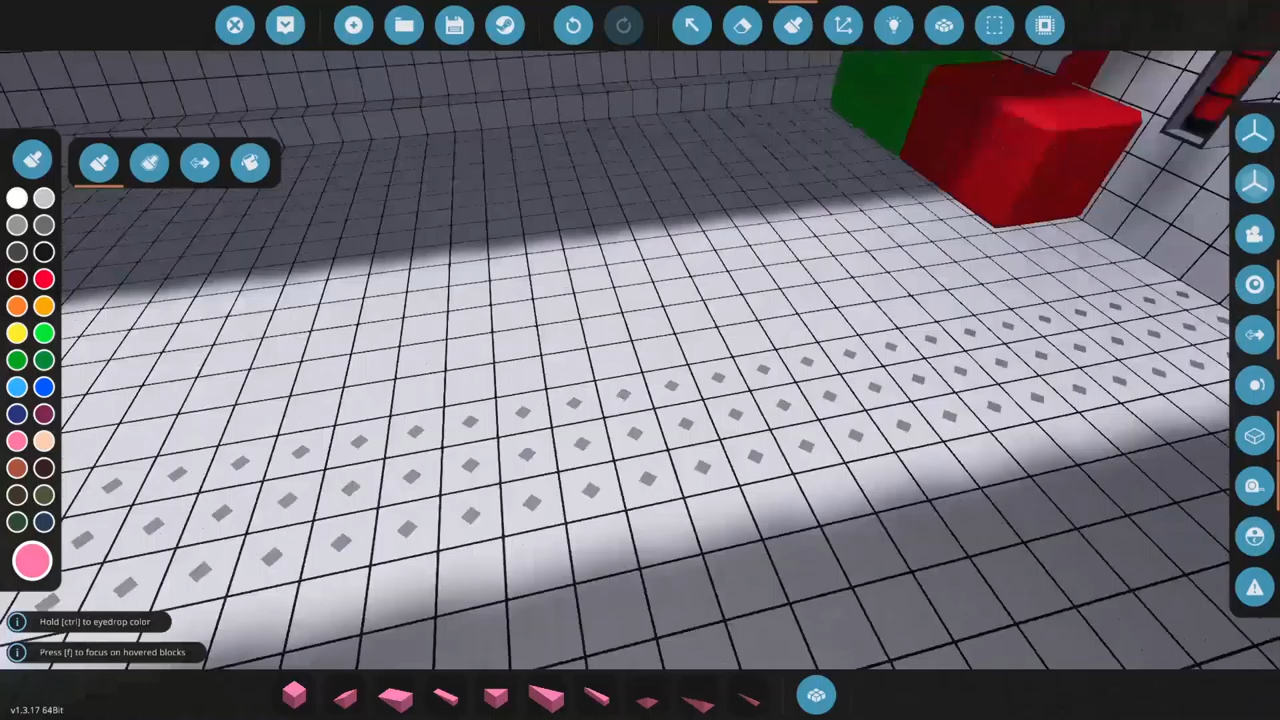 Hold [ctrl] to eyedrop color
Press [f] to focus on hovered blocks
v1.3.17 64Bit